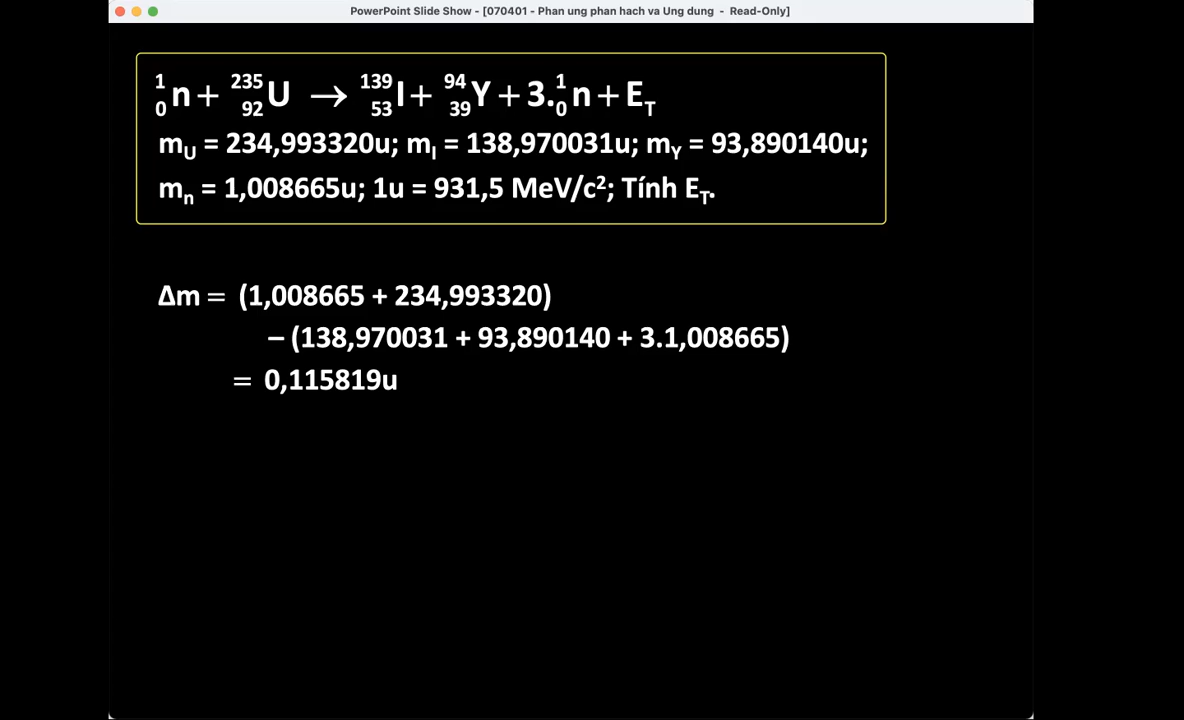 PowerPoint Slide Show - [070401 - Phan ung phan hach va Ung dung - Read-Only]
¹₀n + ²³⁵₉₂U → ¹³⁹₅₃I + ⁹⁴₃₉Y + 3.¹₀n + E_T
m_U = 234,993320u; m_I = 138,970031u; m_Y = 93,890140u;
m_n = 1,008665u; 1u = 931,5 MeV/c²; Tính E_T.
Δm = (1,008665 + 234,993320)
– (138,970031 + 93,890140 + 3.1,008665)
= 0,115819u